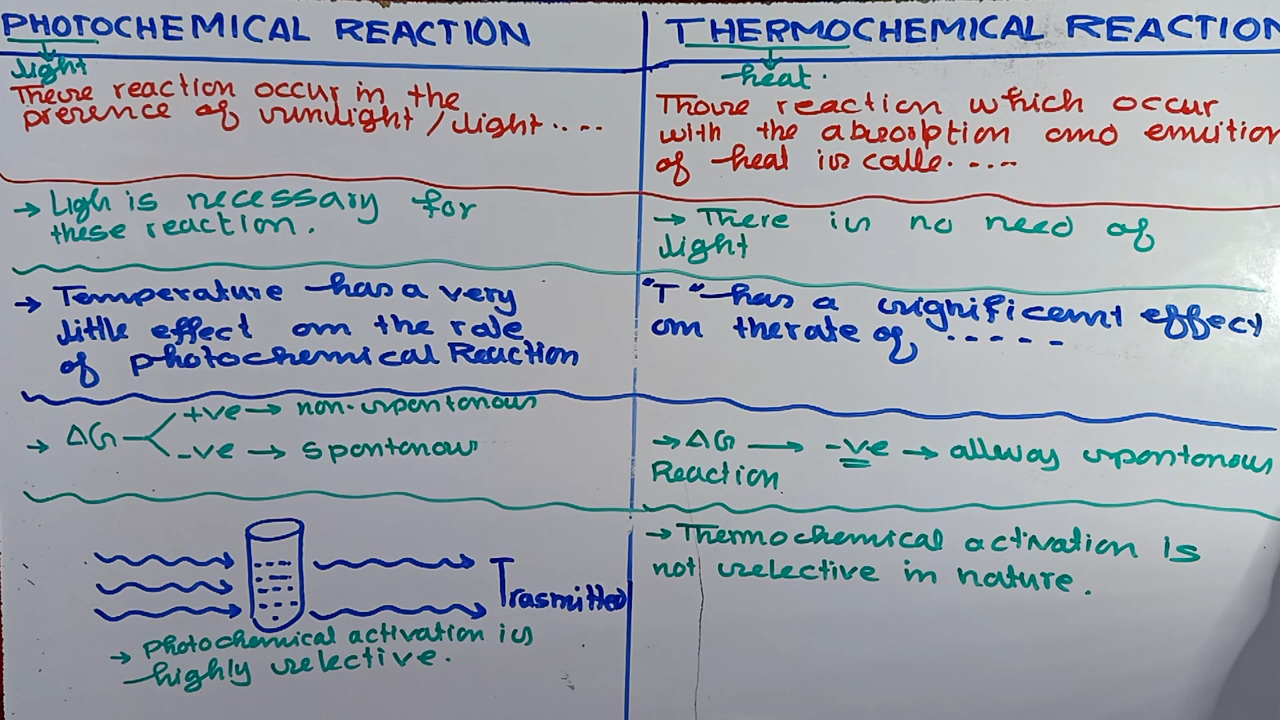 PHOTOCHEMICAL REACTION
light
These reaction occur in the
presence of sunlight / light ....
→ Ligh is necessary for
these reaction.
→ Temperature has a very
little effect on the rate
of photochemical Reaction
→ ΔG +ve → non-spontonous
-ve → spontonous
Trasmitted
→ photochemical activation is
highly selective.
THERMOCHEMICAL REACTION
heat.
Those reaction which occur
with the absorption and emission
of heat is calle.....
→ There is no need of
light
"T" has a significant effect
on the rate of .....
→ ΔG → -ve → allway spontonous
Reaction
→ Thermochemical activation is
not selective in nature.